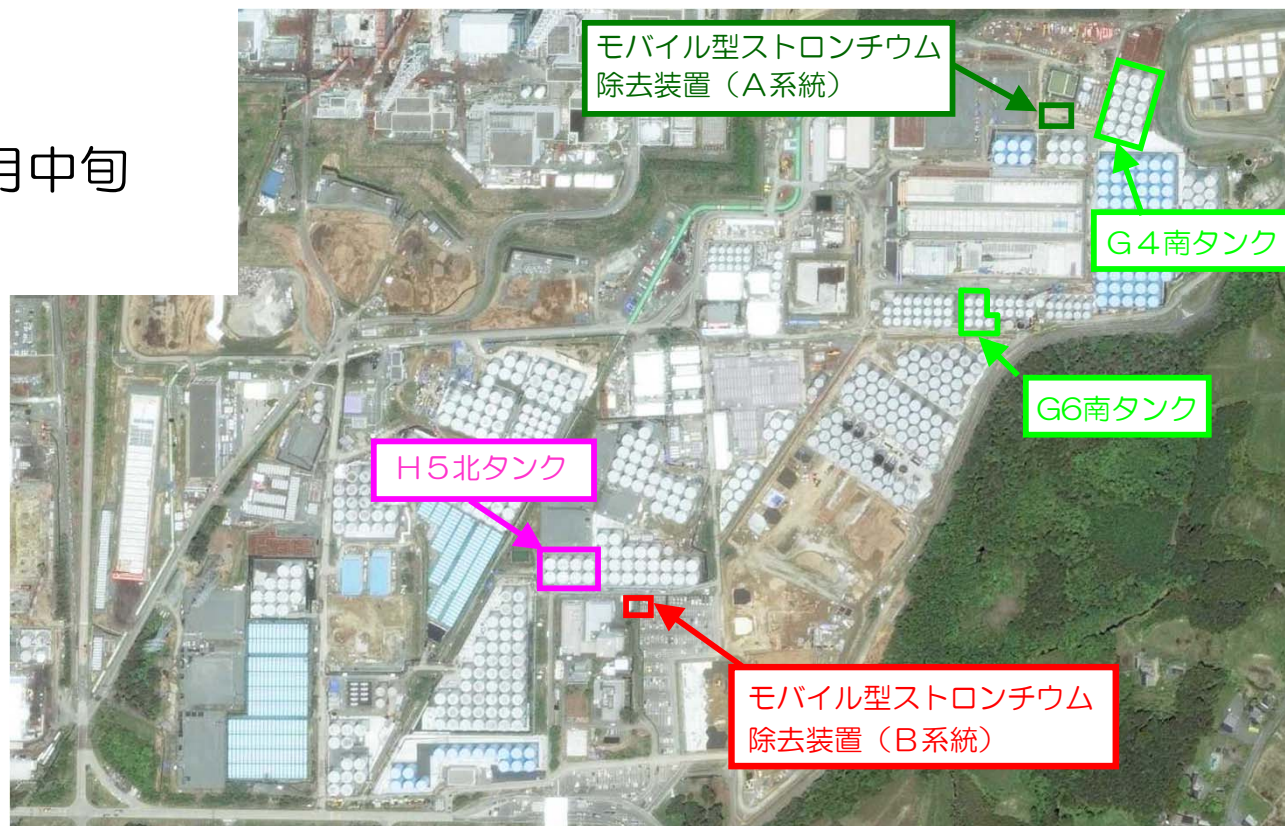 モバイル型ストロンチウム
除去装置（A系統）
月中旬
G4南タンク
G6南タンク
H5北タンク
モバイル型ストロンチウム
除去装置（B系統）